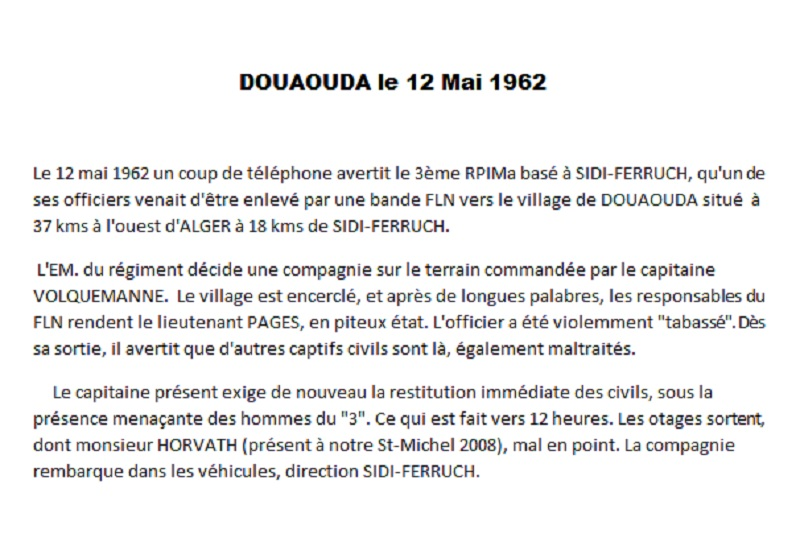 DOUAOUDA le 12 Mai 1962
Le 12 mai 1962 un coup de téléphone avertit le 3ème RPIMa basé à SIDI-FERRUCH, qu'un de
ses officiers venait d'être enlevé par une bande FLN vers le village de DOUAOUDA situé à
37 kms à l'ouest d'ALGER à 18 kms de SIDI-FERRUCH.
L'EM. du régiment décide une compagnie sur le terrain commandée par le capitaine
VOLQUEMANNE. Le village est encerclé, et après de longues palabres, les responsables du
FLN rendent le lieutenant PAGES, en piteux état. L'officier a été violemment "tabassé". Dès
sa sortie, il avertit que d'autres captifs civils sont là, également maltraités.
Le capitaine présent exige de nouveau la restitution immédiate des civils, sous la
présence menaçante des hommes du "3". Ce qui est fait vers 12 heures. Les otages sortent,
dont monsieur HORVATH (présent à notre St-Michel 2008), mal en point. La compagnie
rembarque dans les véhicules, direction SIDI-FERRUCH.